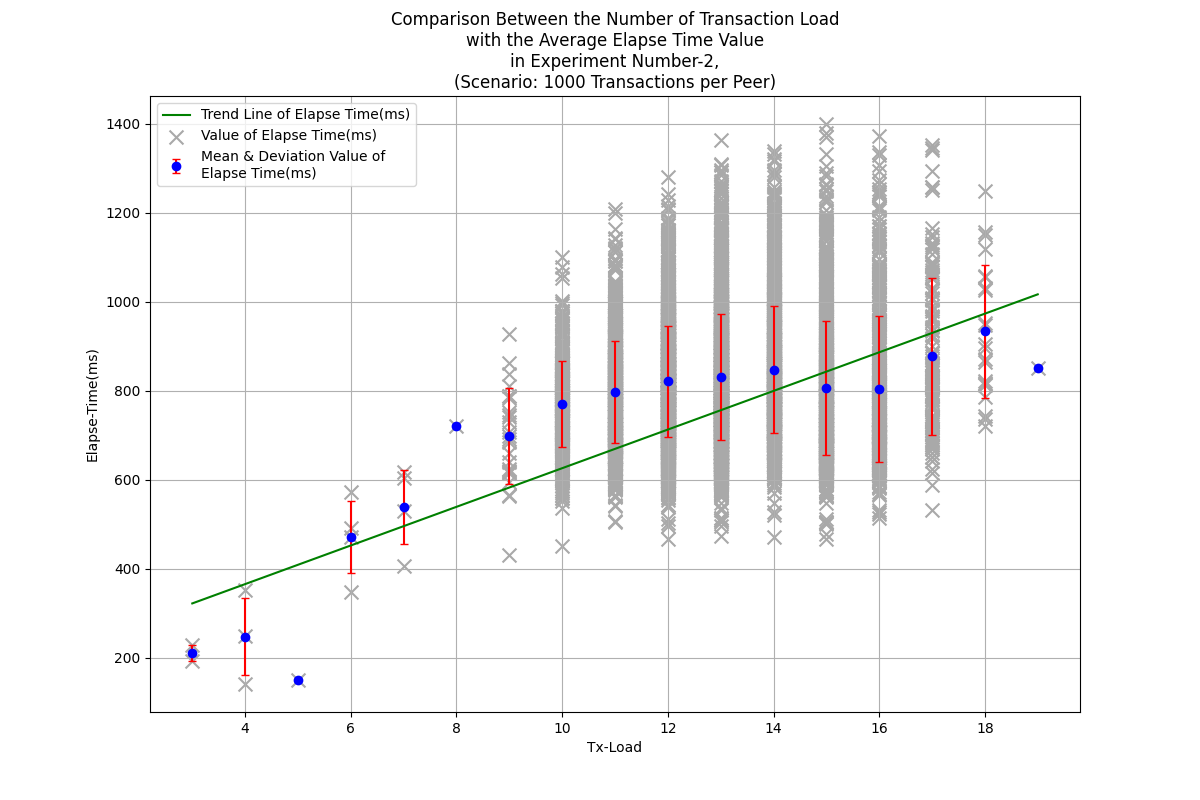 Comparison Between the Number of Transaction Load
with the Average Elapse Time Value
in Experiment Number-2,
(Scenario: 1000 Transactions per Peer)
Trend Line of Elapse Time(ms)
Value of Elapse Time(ms)
Mean & Deviation Value of
Elapse Time(ms)
1400
1200
1000
800
600
400
200
Elapse-Time(ms)
4 6 8 10 12 14 16 18
Tx-Load